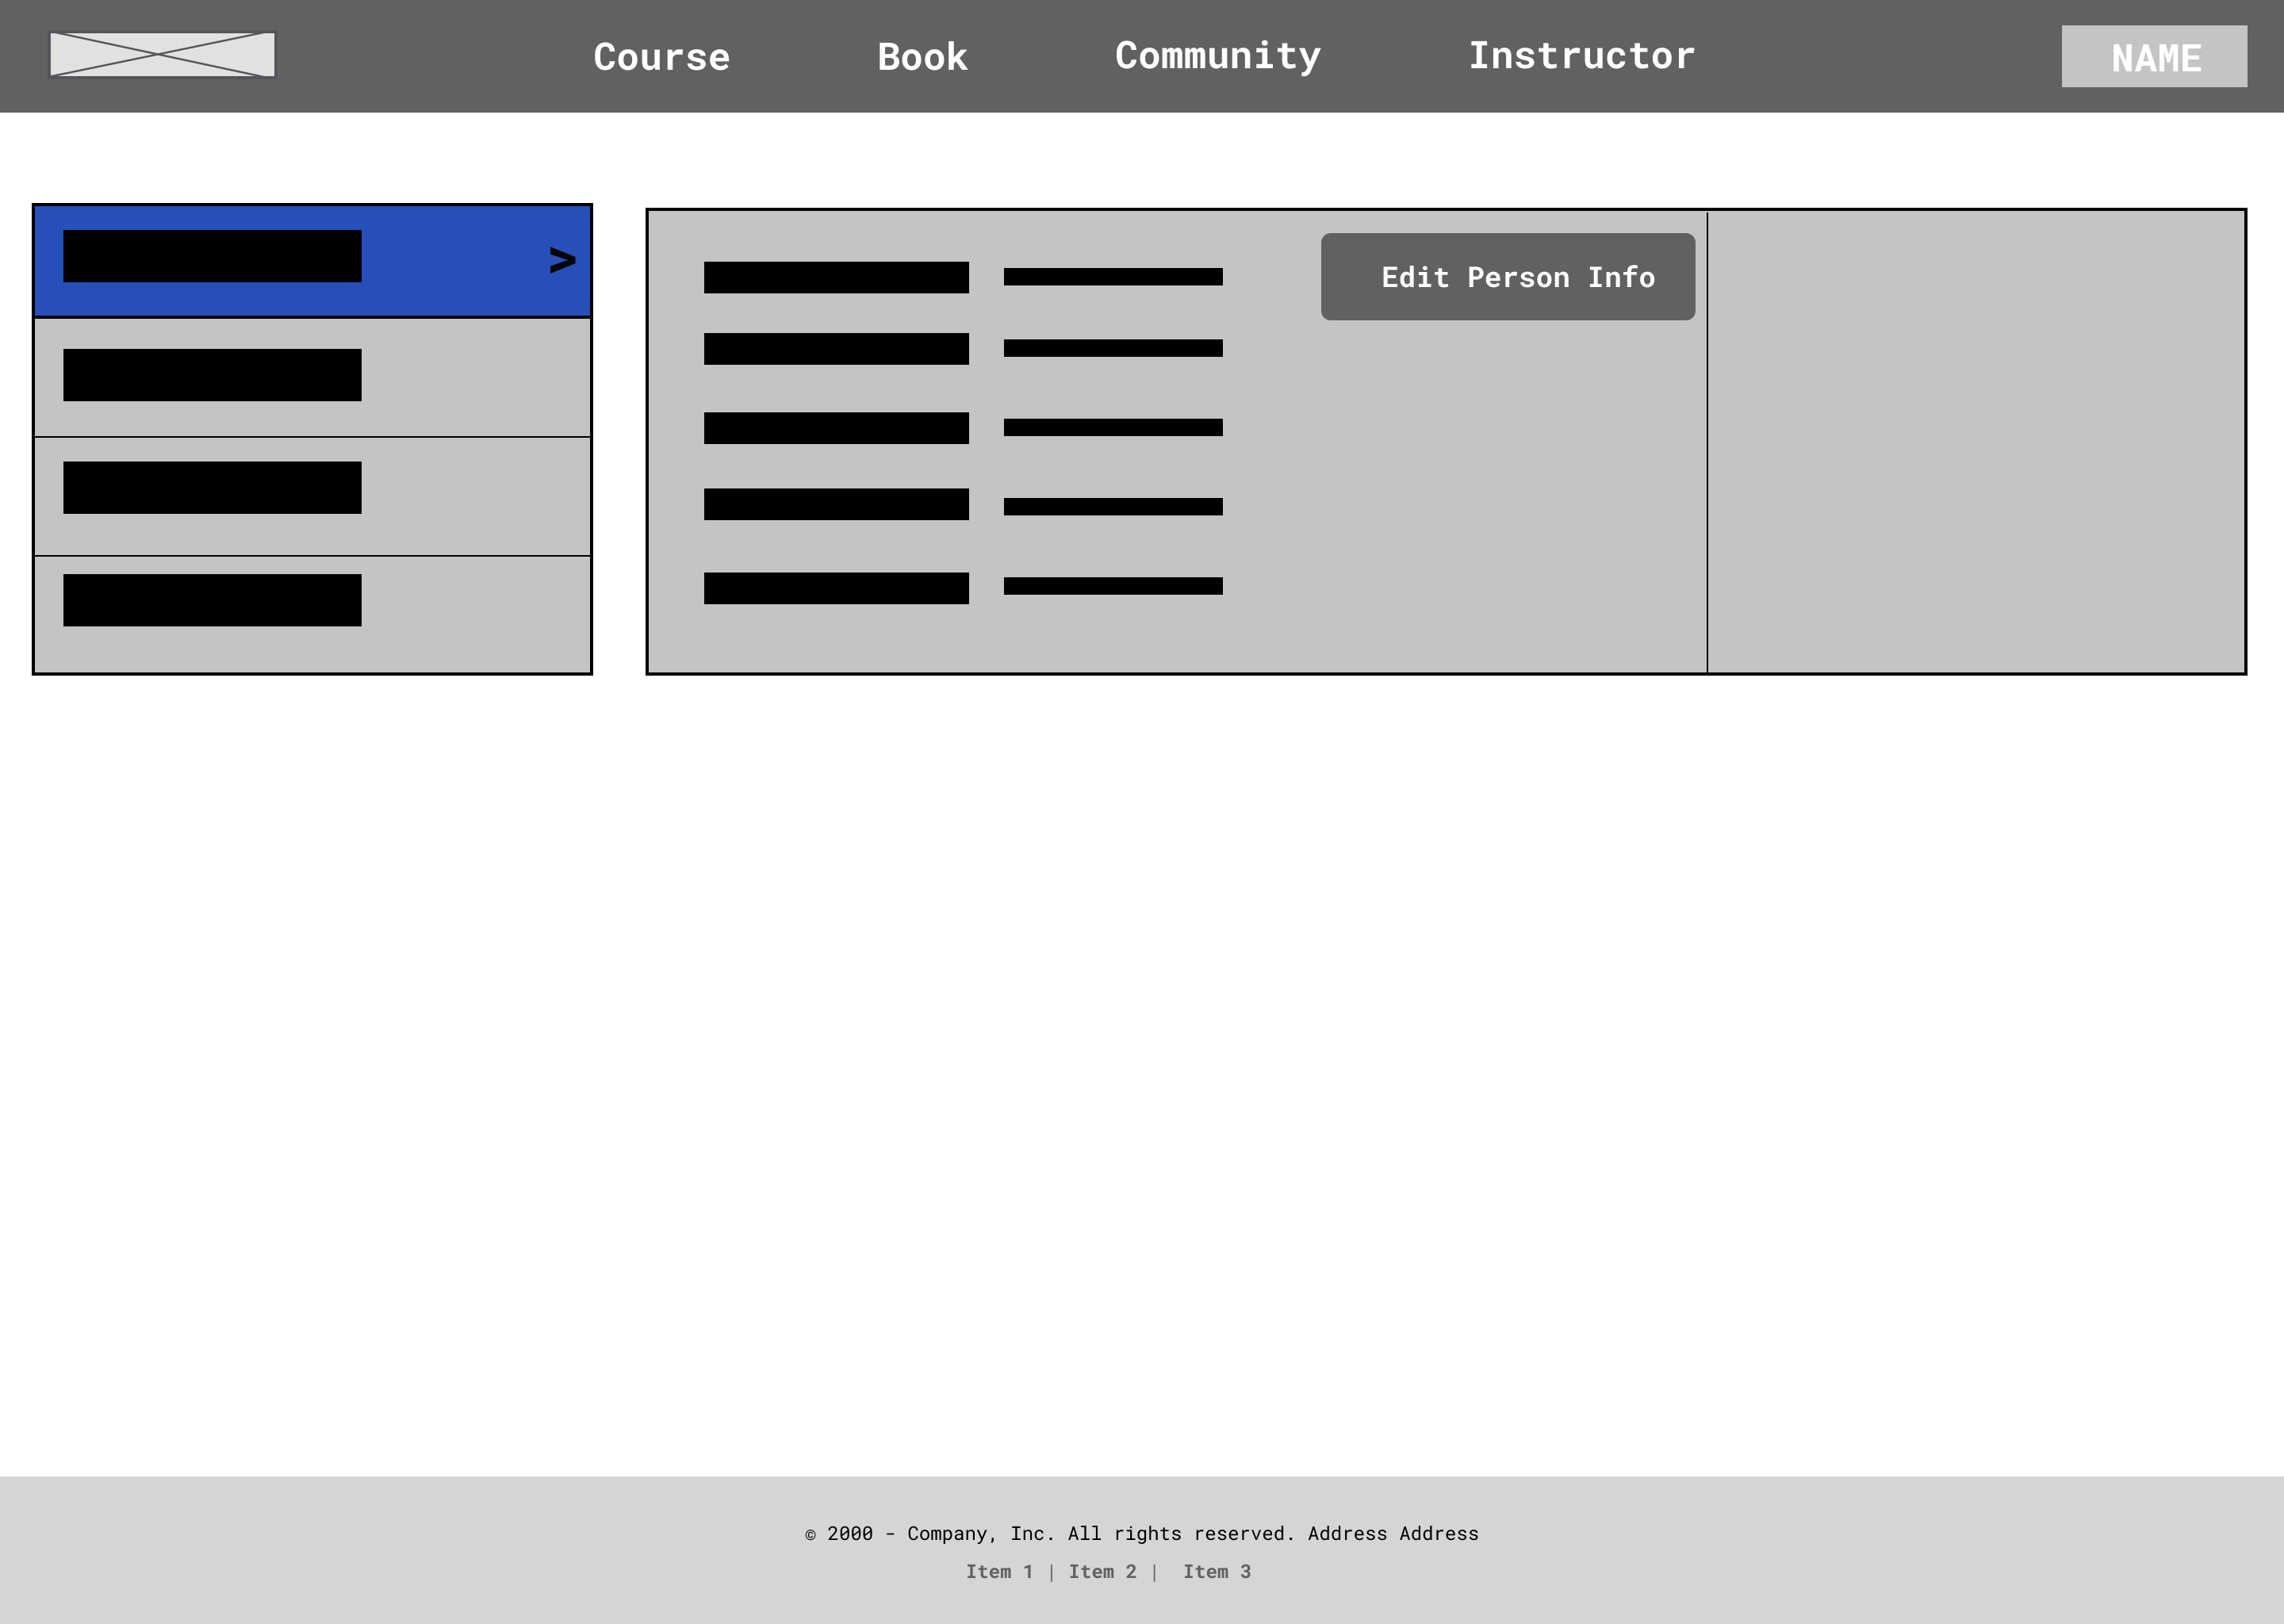 Course Book Community Instructor NAME
>
Edit Person Info
© 2000 - Company, Inc. All rights reserved. Address Address
Item 1 | Item 2 | Item 3